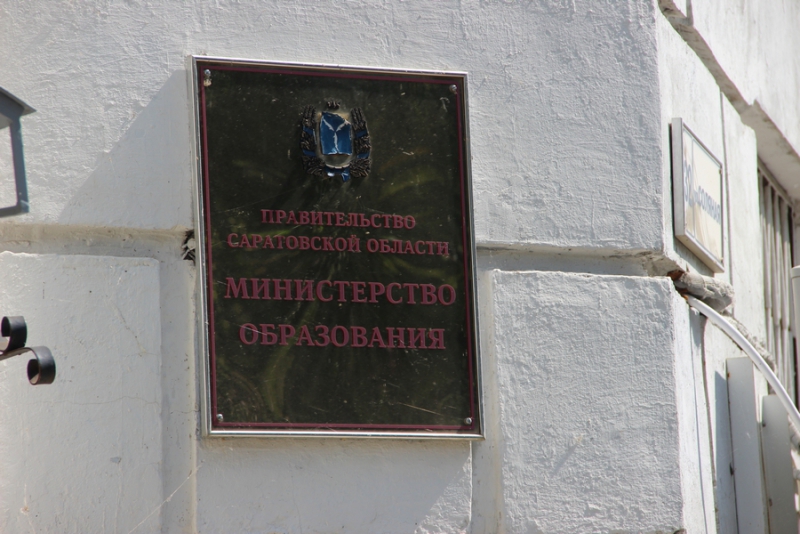 ПРАВИТЕЛЬСТВО
САРАТОВСКОЙ ОБЛАСТИ
МИНИСТЕРСТВО
ОБРАЗОВАНИЯ